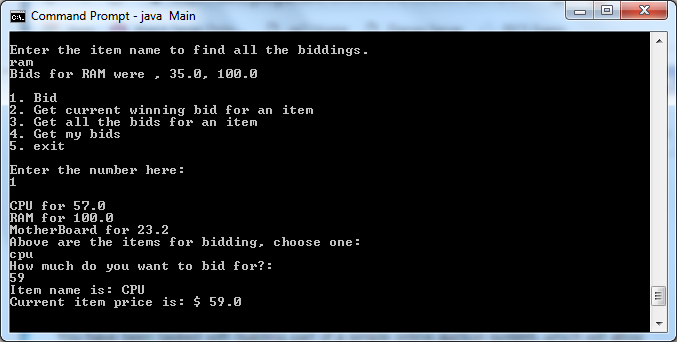 Command Prompt - java Main
Enter the item name to find all the biddings.
ram
Bids for RAM were , 35.0, 100.0
1. Bid
2. Get current winning bid for an item
3. Get all the bids for an item
4. Get my bids
5. exit
Enter the number here:
1
CPU for 57.0
RAM for 100.0
MotherBoard for 23.2
Above are the items for bidding, choose one:
cpu
How much do you want to bid for?:
59
Item name is: CPU
Current item price is: $ 59.0